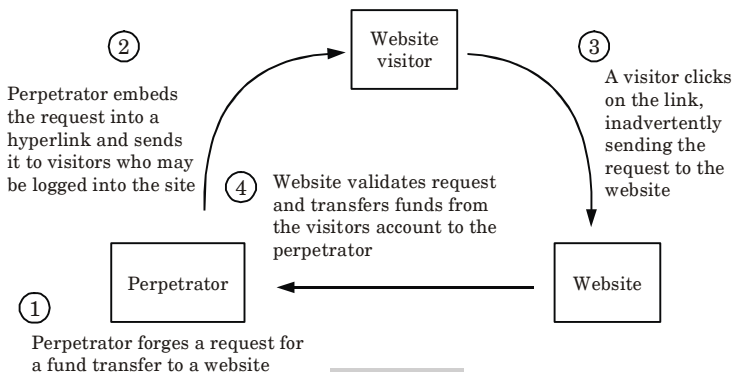 2
Website
visitor
3
Perpetrator embeds
the request into a
hyperlink and sends
it to visitors who may
be logged into the site
A visitor clicks
on the link,
inadvertently
sending the
request to the
website
4
Website validates request
and transfers funds from
the visitors account to the
perpetrator
Perpetrator
Website
1
Perpetrator forges a request for
a fund transfer to a website